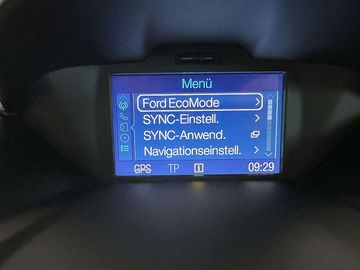 Menü
Ford EcoMode
SYNC-Einstell.
SYNC-Anwend.
Navigationseinstell.
GPS TP i 09:29